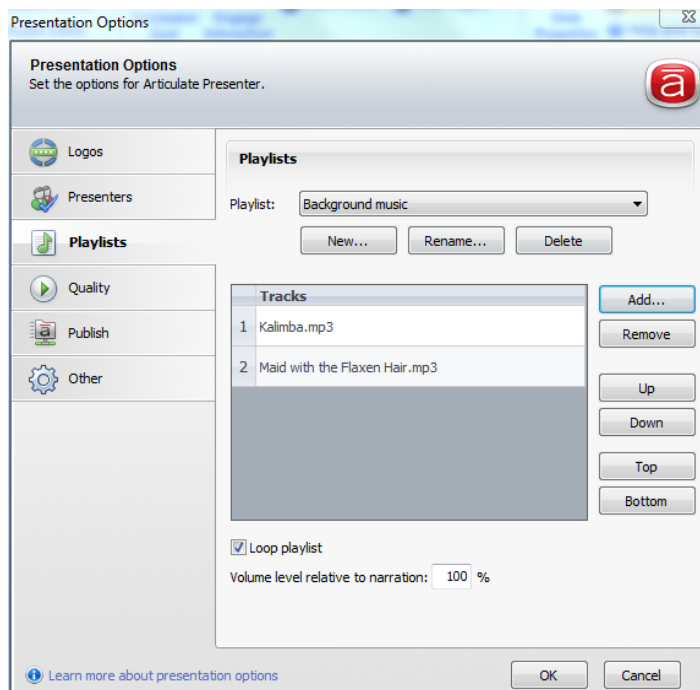 Presentation Options
Presentation Options
Set the options for Articulate Presenter.
ā
Logos
Presenters
Playlists
Quality
Publish
Other
Playlists
Playlist: Background music
New... Rename... Delete
Tracks
1 Kalimba.mp3
2 Maid with the Flaxen Hair.mp3
Add...
Remove
Up
Down
Top
Bottom
Loop playlist
Volume level relative to narration: 100 %
Learn more about presentation options
OK Cancel